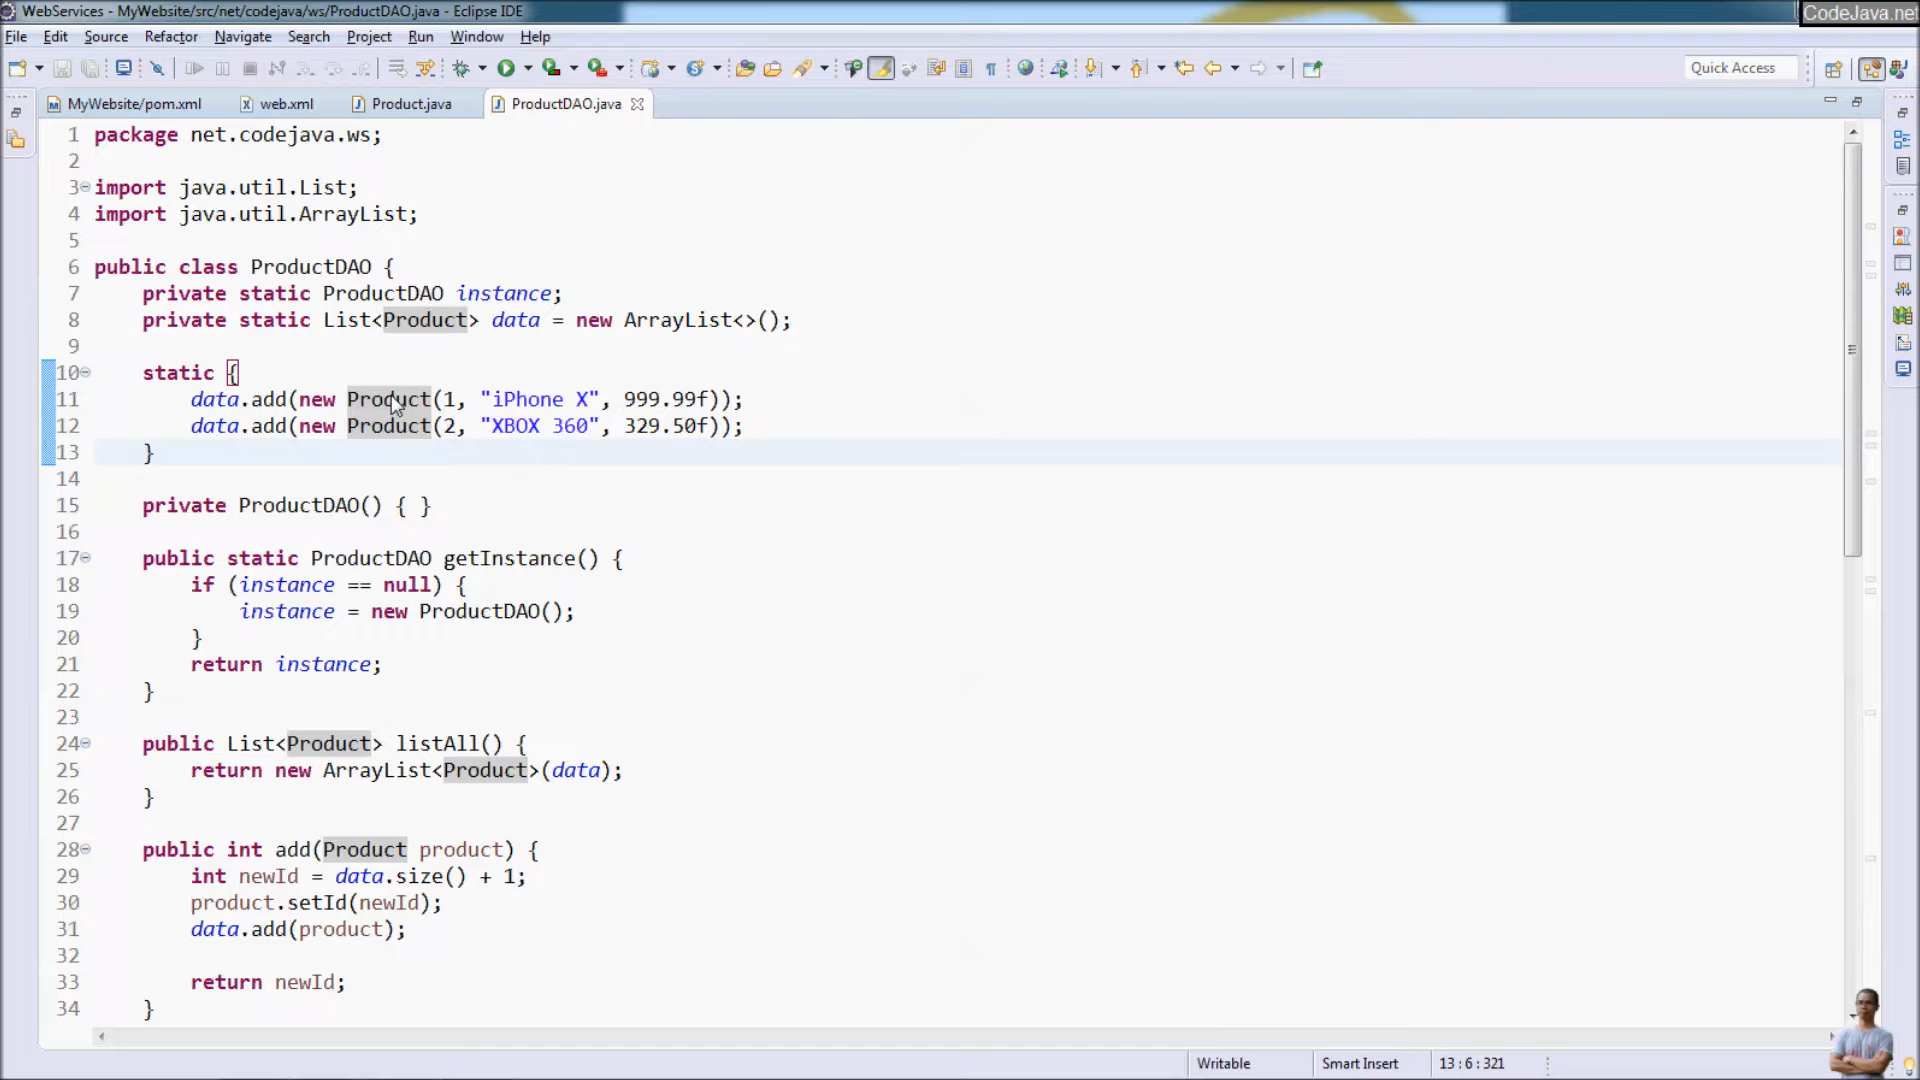 WebServices - MyWebsite/src/net/codejava/ws/ProductDAO.java - Eclipse IDE
CodeJava.net
File Edit Source Refactor Navigate Search Project Run Window Help
Quick Access
MyWebsite/pom.xml web.xml Product.java ProductDAO.java
1 package net.codejava.ws;
2
3 import java.util.List;
4 import java.util.ArrayList;
5
6 public class ProductDAO {
7 private static ProductDAO instance;
8 private static List<Product> data = new ArrayList<>();
9
10 static {
11 data.add(new Product(1, "iPhone X", 999.99f));
12 data.add(new Product(2, "XBOX 360", 329.50f));
13 }
14
15 private ProductDAO() { }
16
17 public static ProductDAO getInstance() {
18 if (instance == null) {
19 instance = new ProductDAO();
20 }
21 return instance;
22 }
23
24 public List<Product> listAll() {
25 return new ArrayList<Product>(data);
26 }
27
28 public int add(Product product) {
29 int newId = data.size() + 1;
30 product.setId(newId);
31 data.add(product);
32
33 return newId;
34 }
Writable Smart Insert 13 : 6 : 321